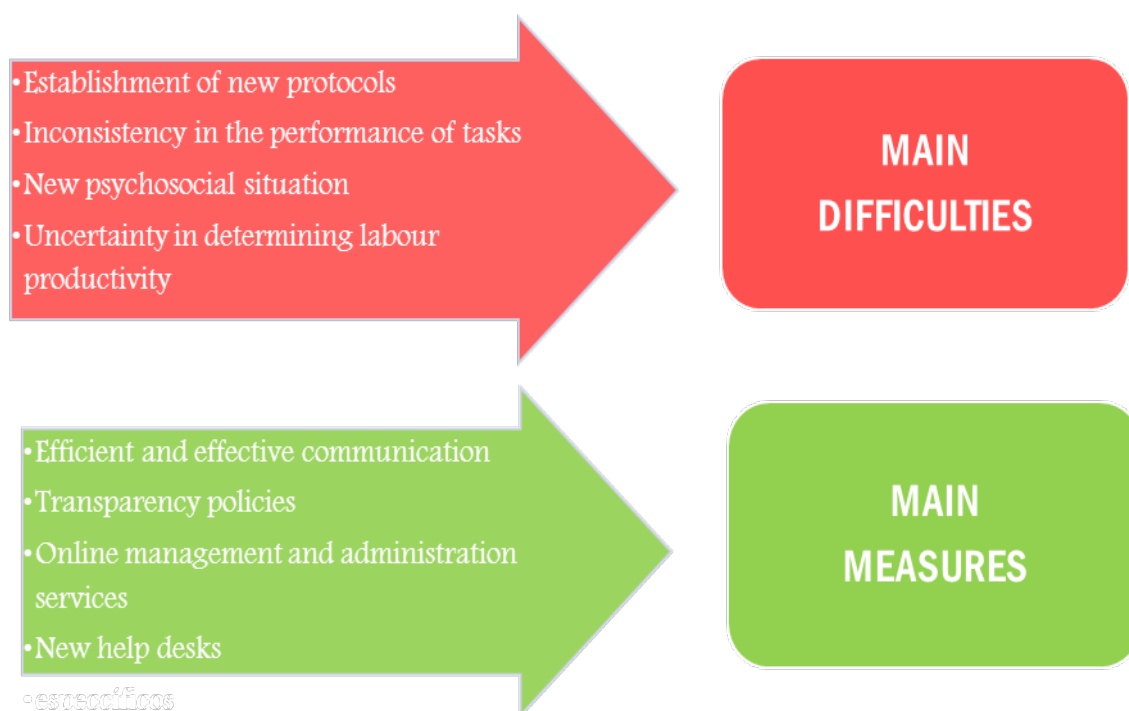 •Establishment of new protocols
•Inconsistency in the performance of tasks
•New psychosocial situation
•Uncertainty in determining labour
productivity
MAIN
DIFFICULTIES
•Efficient and effective communication
•Transparency policies
•Online management and administration
services
•New help desks
MAIN
MEASURES